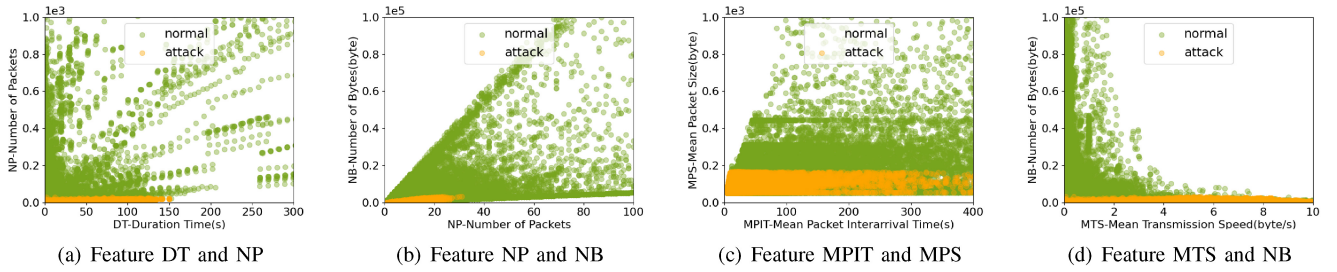 1e3
NP-Number of Packets
1.0
0.8
0.6
0.4
0.2
0.0
normal
attack
0 50 100 150 200 250 300
DT-Duration Time(s)
(a) Feature DT and NP
1e5
NB-Number of Bytes(byte)
1.0
0.8
0.6
0.4
0.2
0.0
normal
attack
0 20 40 60 80 100
NP-Number of Packets
(b) Feature NP and NB
1e3
MPS-Mean Packet Size(byte)
1.0
0.8
0.6
0.4
0.2
0.0
normal
attack
0 100 200 300 400
MPIT-Mean Packet Interarrival Time(s)
(c) Feature MPIT and MPS
1e5
NB-Number of Bytes(byte)
1.0
0.8
0.6
0.4
0.2
0.0
normal
attack
0 2 4 6 8 10
MTS-Mean Transmission Speed(byte/s)
(d) Feature MTS and NB